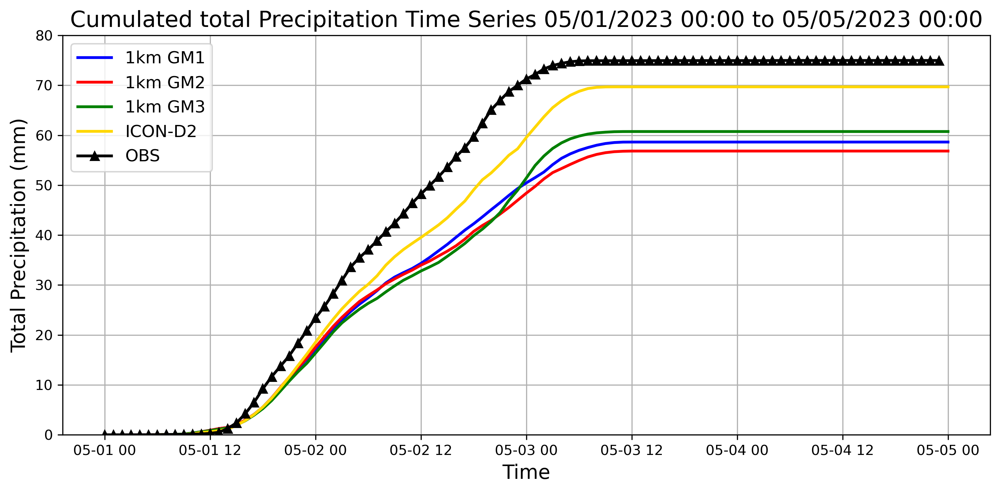 Cumulated total Precipitation Time Series 05/01/2023 00:00 to 05/05/2023 00:00
Total Precipitation (mm)
80
70
60
50
40
30
20
10
0
1km GM1
1km GM2
1km GM3
ICON-D2
OBS
05-01 00 05-01 12 05-02 00 05-02 12 05-03 00 05-03 12 05-04 00 05-04 12 05-05 00
Time